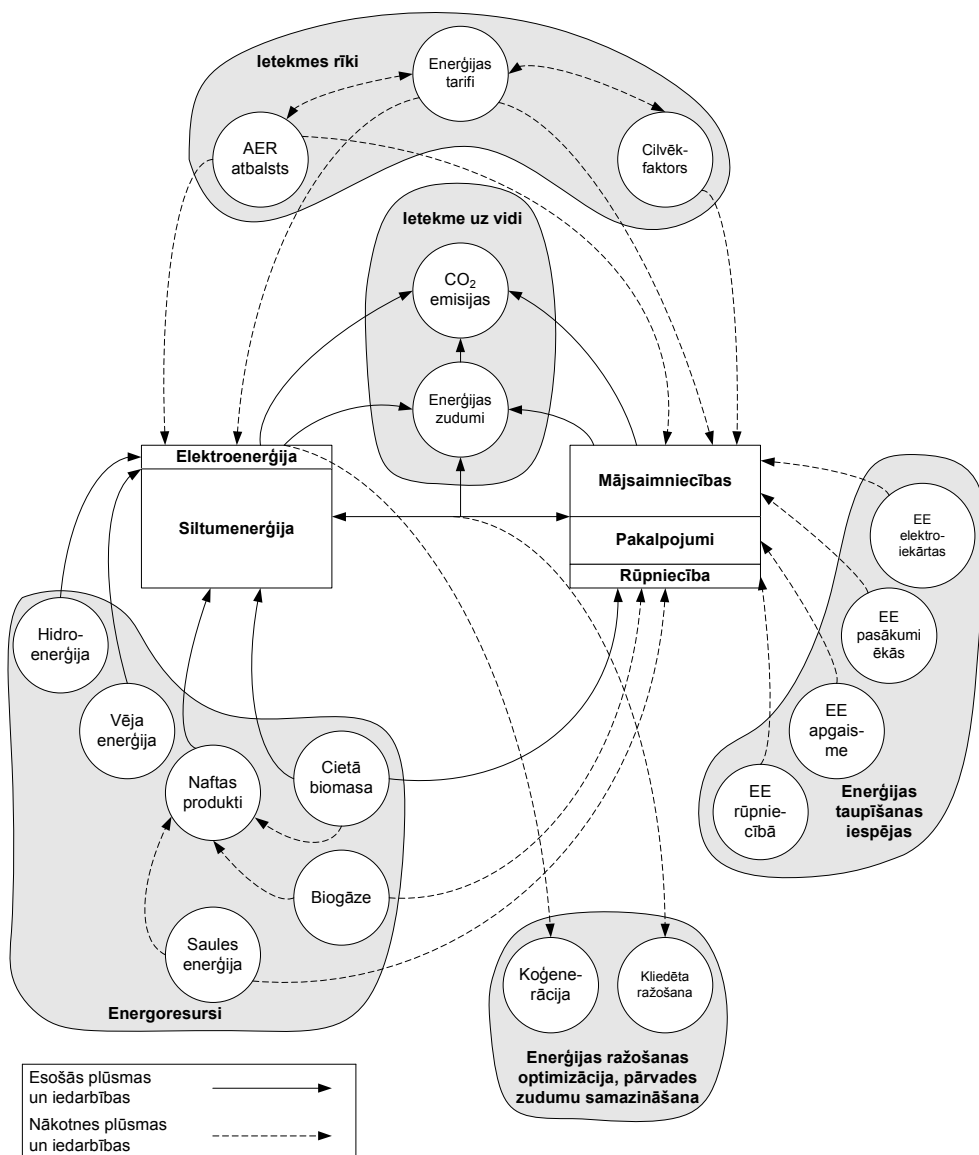 Ietekmes rīki
Enerģijas
tarifi
AER
atbalsts
Cilvēk-
faktors
Ietekme uz vidi
CO₂
emisijas
Enerģijas
zudumi
Elektroenerģija
Siltumenerģija
Mājsaimniecības
Pakalpojumi
Rūpniecība
EE
elektro-
iekārtas
EE
pasākumi
ēkās
EE
apgais-
me
EE
rūpnie-
cībā
Enerģijas
taupīšanas
iespējas
Hidro-
enerģija
Vēja
enerģija
Naftas
produkti
Cietā
biomasa
Biogāze
Saules
enerģija
Energoresursi
Koģene-
rācija
Kliedēta
ražošana
Enerģijas ražošanas
optimizācija, pārvades
zudumu samazināšana
Esošās plūsmas
un iedarbības
Nākotnes plūsmas
un iedarbības